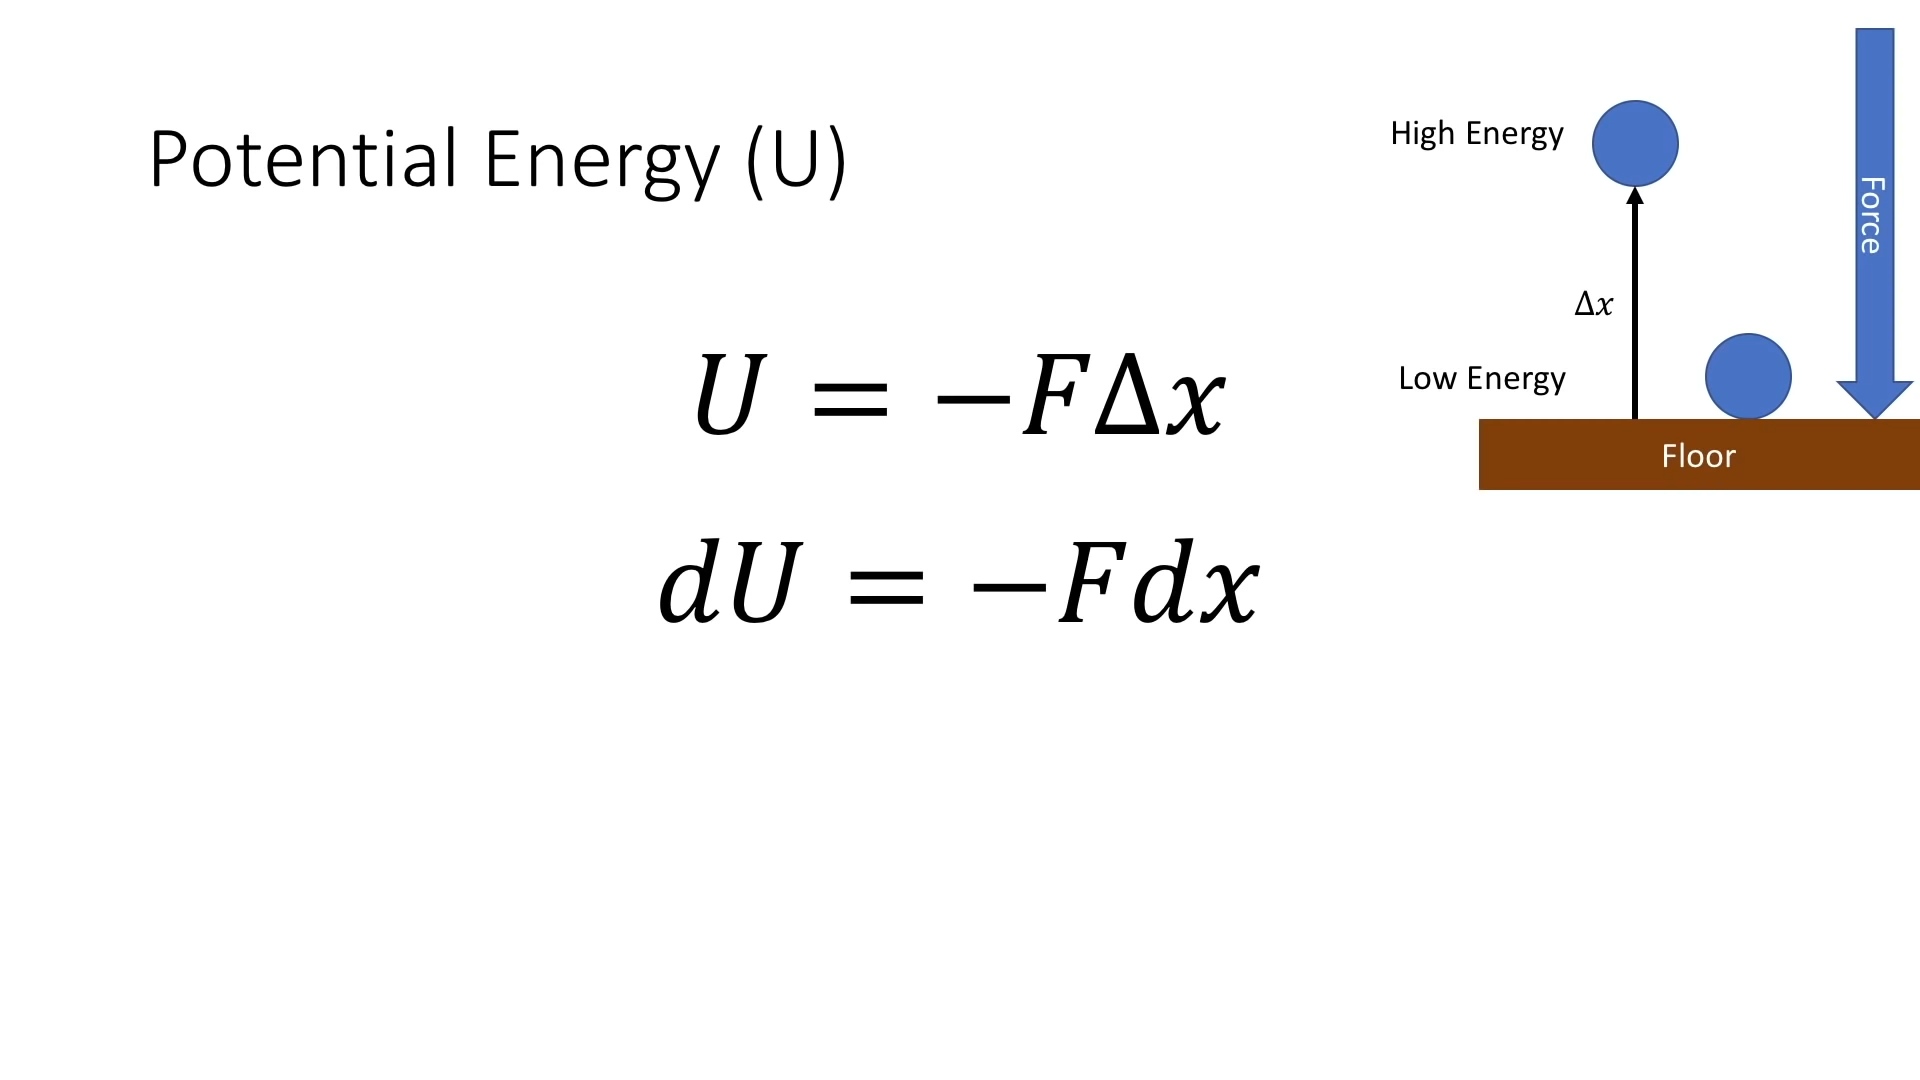 Potential Energy (U)
U = −FΔx
dU = −Fdx
High Energy
Δx
Low Energy
Force
Floor